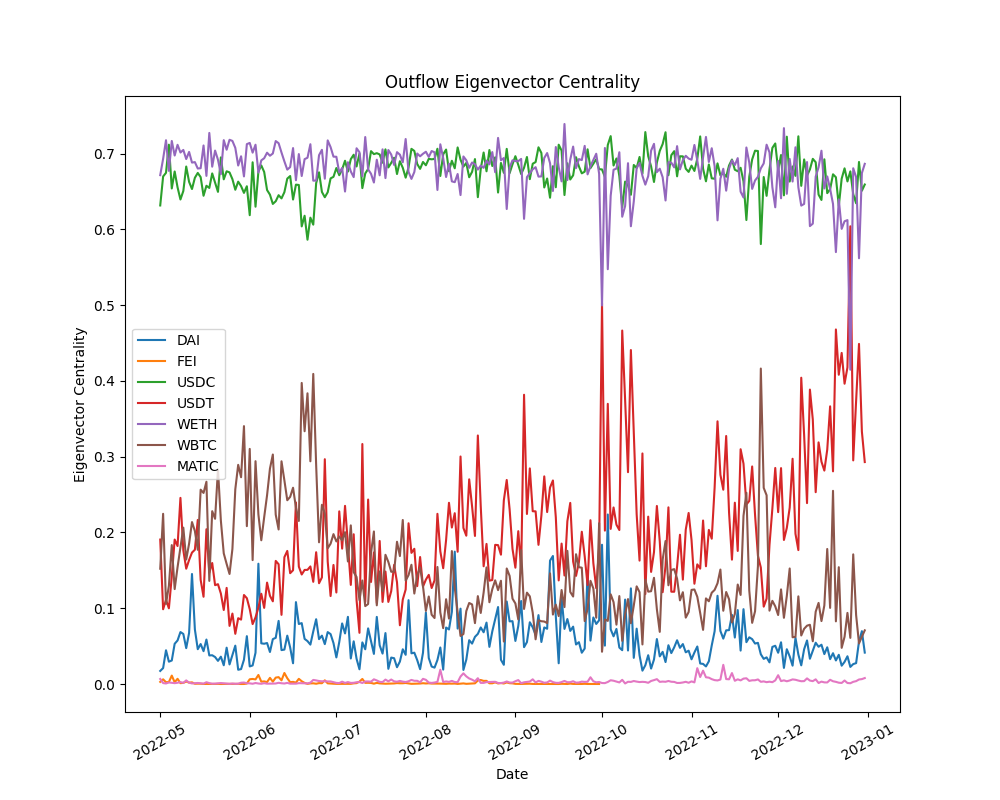 Outflow Eigenvector Centrality
Eigenvector Centrality
0.7
0.6
0.5
0.4
0.3
0.2
0.1
0.0
DAI
FEI
USDC
USDT
WETH
WBTC
MATIC
2022-05
2022-06
2022-07
2022-08
2022-09
2022-10
2022-11
2022-12
2023-01
Date